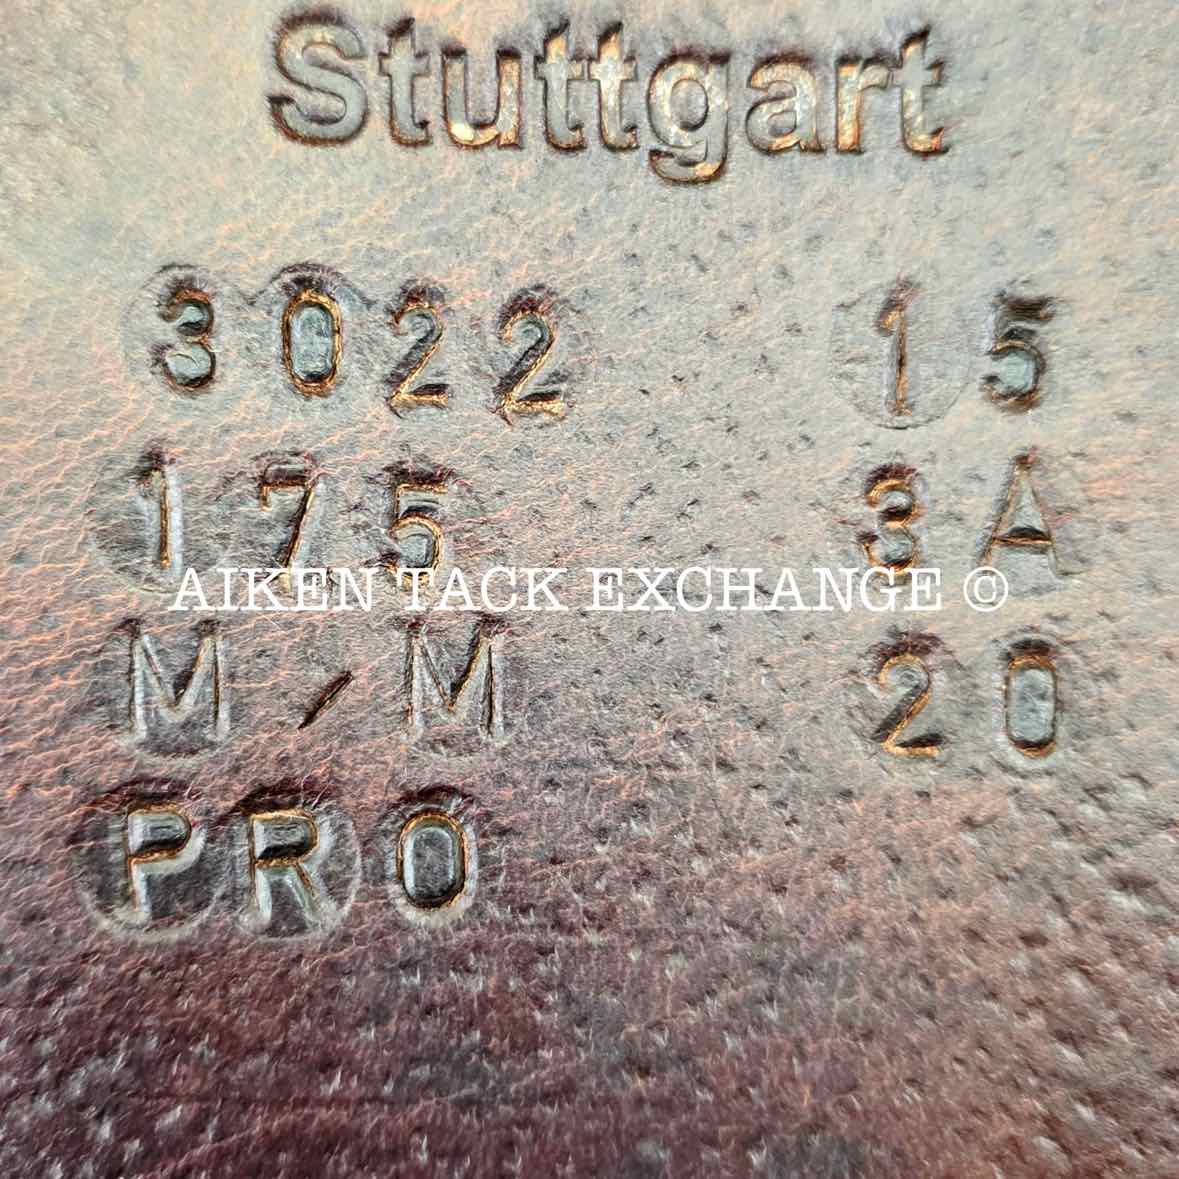 Stuttgart
3022 15
175 3A
AIKEN TACK EXCHANGE ©
M/M 20
PRO